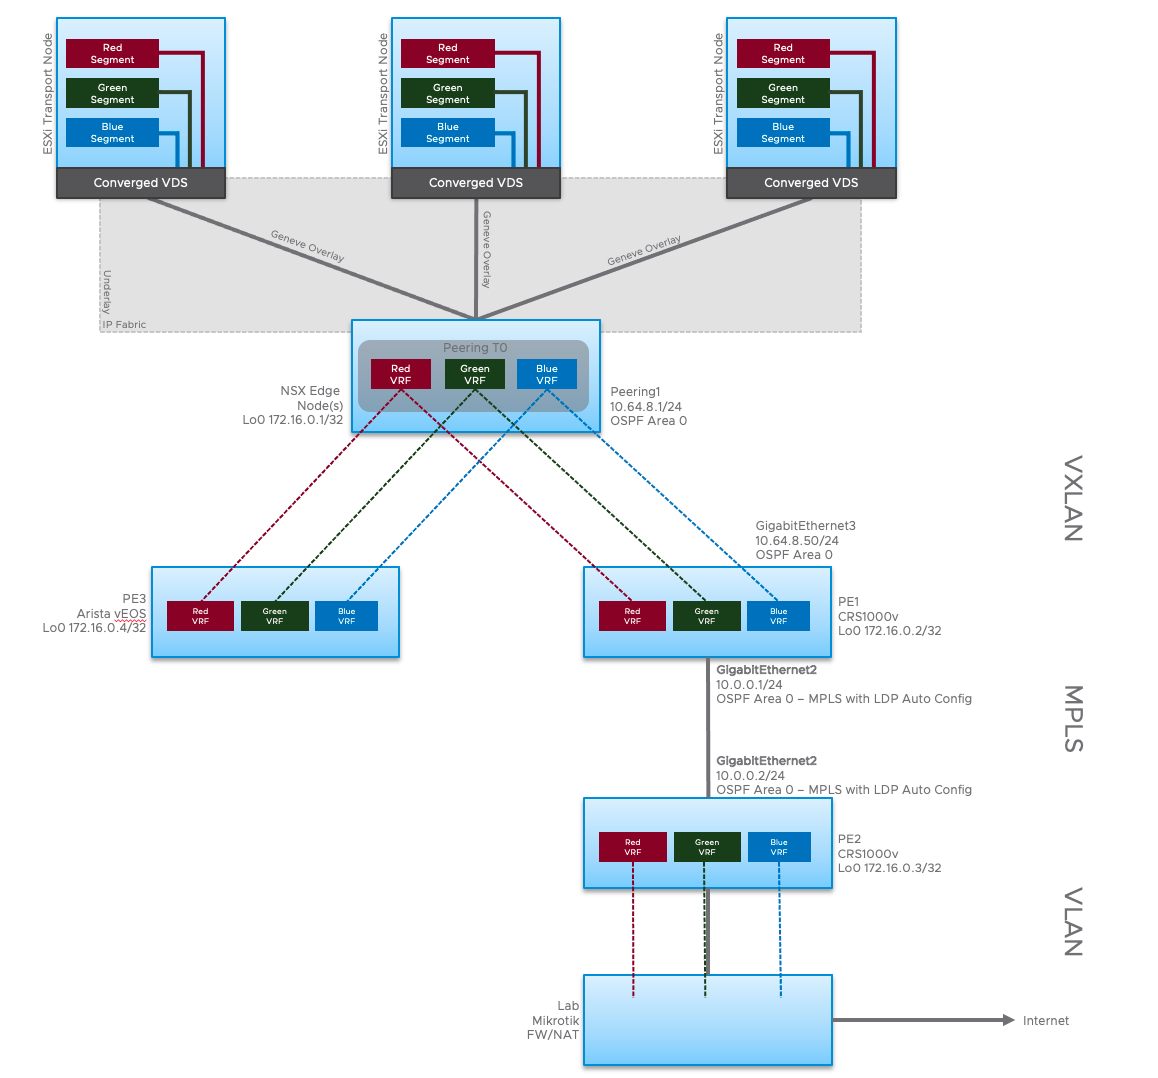 ESXi Transport Node
Red
Segment
Green
Segment
Blue
Segment
Converged VDS
ESXi Transport Node
Red
Segment
Green
Segment
Blue
Segment
Converged VDS
ESXi Transport Node
Red
Segment
Green
Segment
Blue
Segment
Converged VDS
Geneve Overlay
Geneve Overlay
Geneve Overlay
Underlay
IP Fabric
Peering T0
Red
VRF
Green
VRF
Blue
VRF
NSX Edge
Node(s)
Lo0 172.16.0.1/32
Peering1
10.64.8.1/24
OSPF Area 0
VXLAN
GigabitEthernet3
10.64.8.50/24
OSPF Area 0
PE3
Arista vEOS
Lo0 172.16.0.4/32
Red
VRF
Green
VRF
Blue
VRF
Red
VRF
Green
VRF
Blue
VRF
PE1
CRS1000v
Lo0 172.16.0.2/32
GigabitEthernet2
10.0.0.1/24
OSPF Area 0 – MPLS with LDP Auto Config
MPLS
GigabitEthernet2
10.0.0.2/24
OSPF Area 0 – MPLS with LDP Auto Config
Red
VRF
Green
VRF
Blue
VRF
PE2
CRS1000v
Lo0 172.16.0.3/32
VLAN
Lab
Mikrotik
FW/NAT
Internet